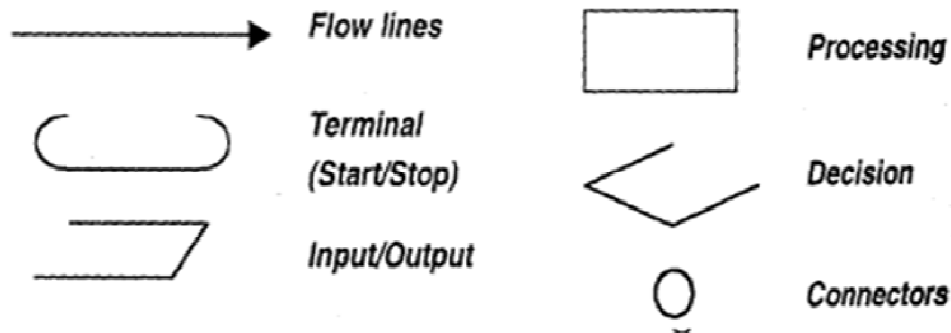 Flow lines
Terminal
(Start/Stop)
Input/Output
Processing
Decision
Connectors